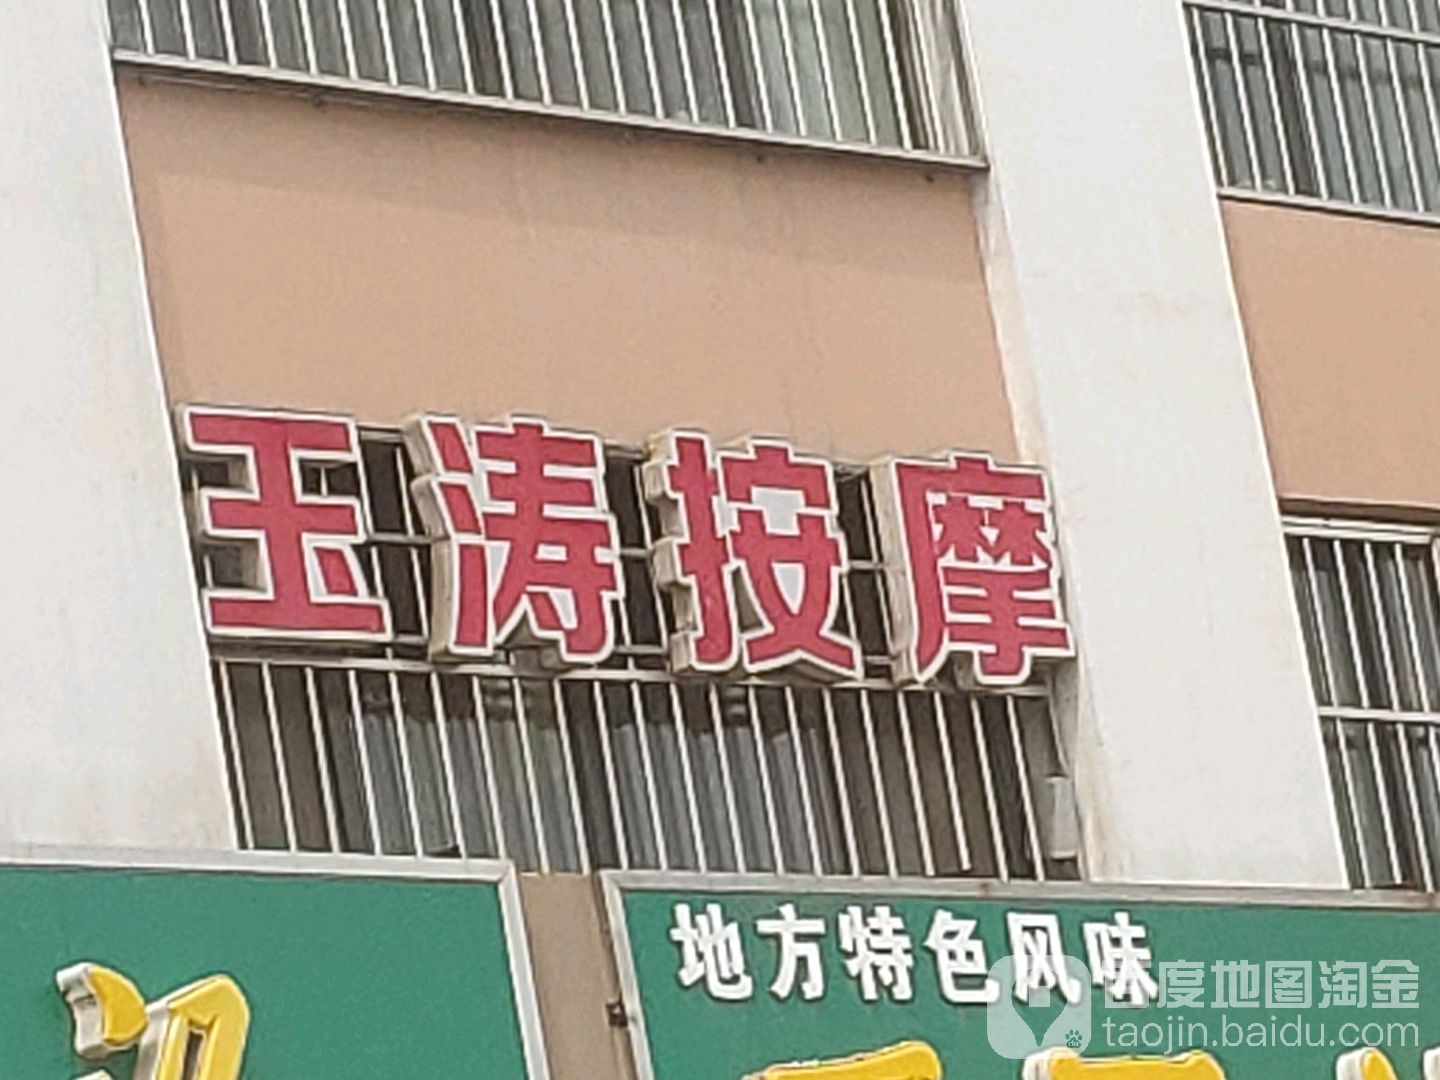 玉涛按摩
地方特色风味
百度地图淘金
taojin.baidu.com